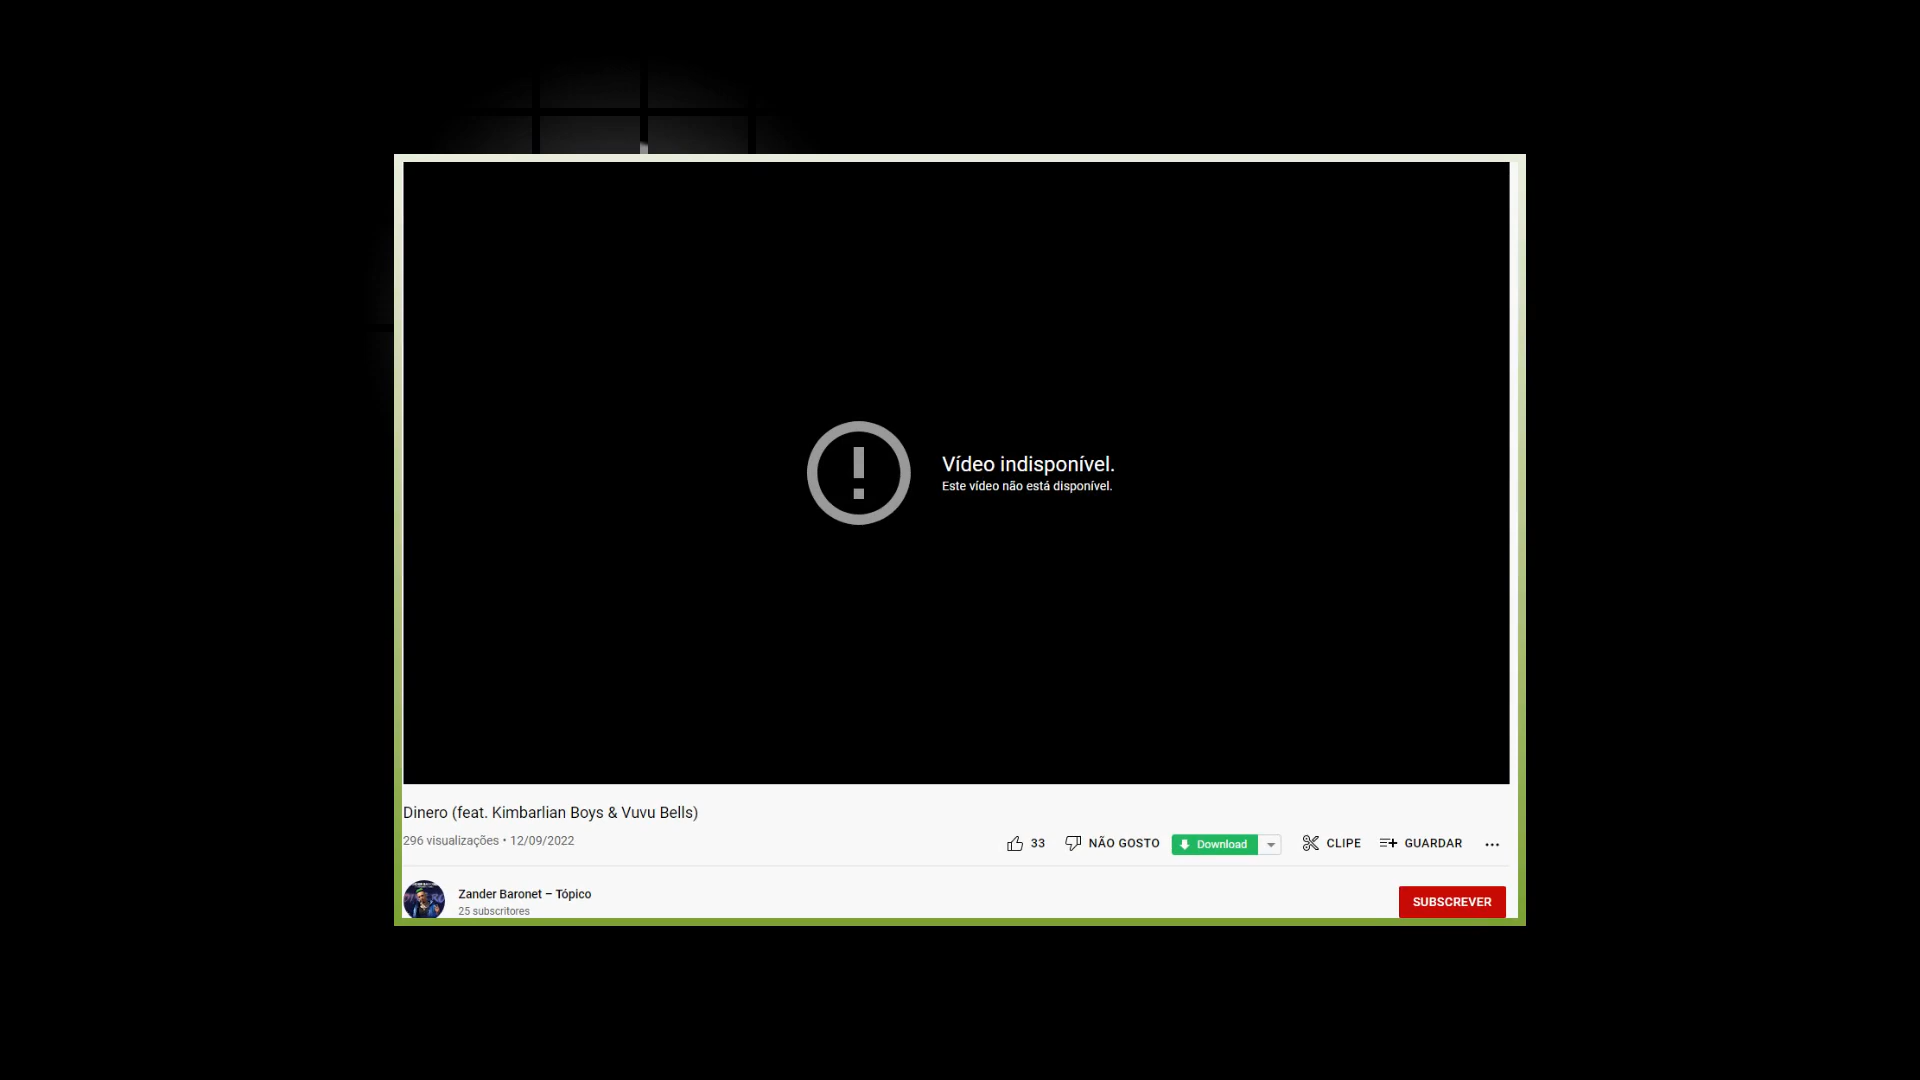 Vídeo indisponível.
Este vídeo não está disponível.
Dinero (feat. Kimbarlian Boys & Vuvu Bells)
296 visualizações • 12/09/2022
33 NÃO GOSTO Download CLIPE GUARDAR ...
Zander Baronet – Tópico
25 subscritores
SUBSCREVER